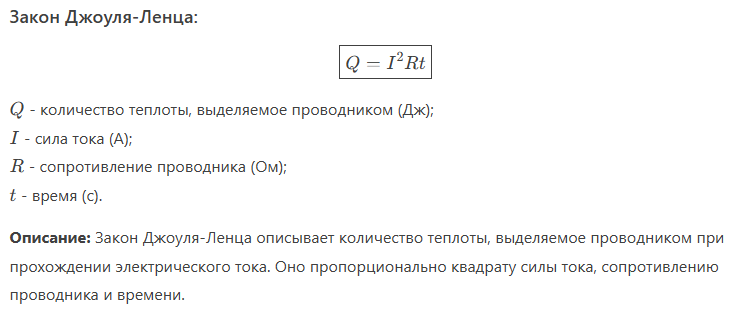 Закон Джоуля-Ленца:
Q = I²Rt
Q - количество теплоты, выделяемое проводником (Дж);
I - сила тока (А);
R - сопротивление проводника (Ом);
t - время (с).
Описание: Закон Джоуля-Ленца описывает количество теплоты, выделяемое проводником при
прохождении электрического тока. Оно пропорционально квадрату силы тока, сопротивлению
проводника и времени.